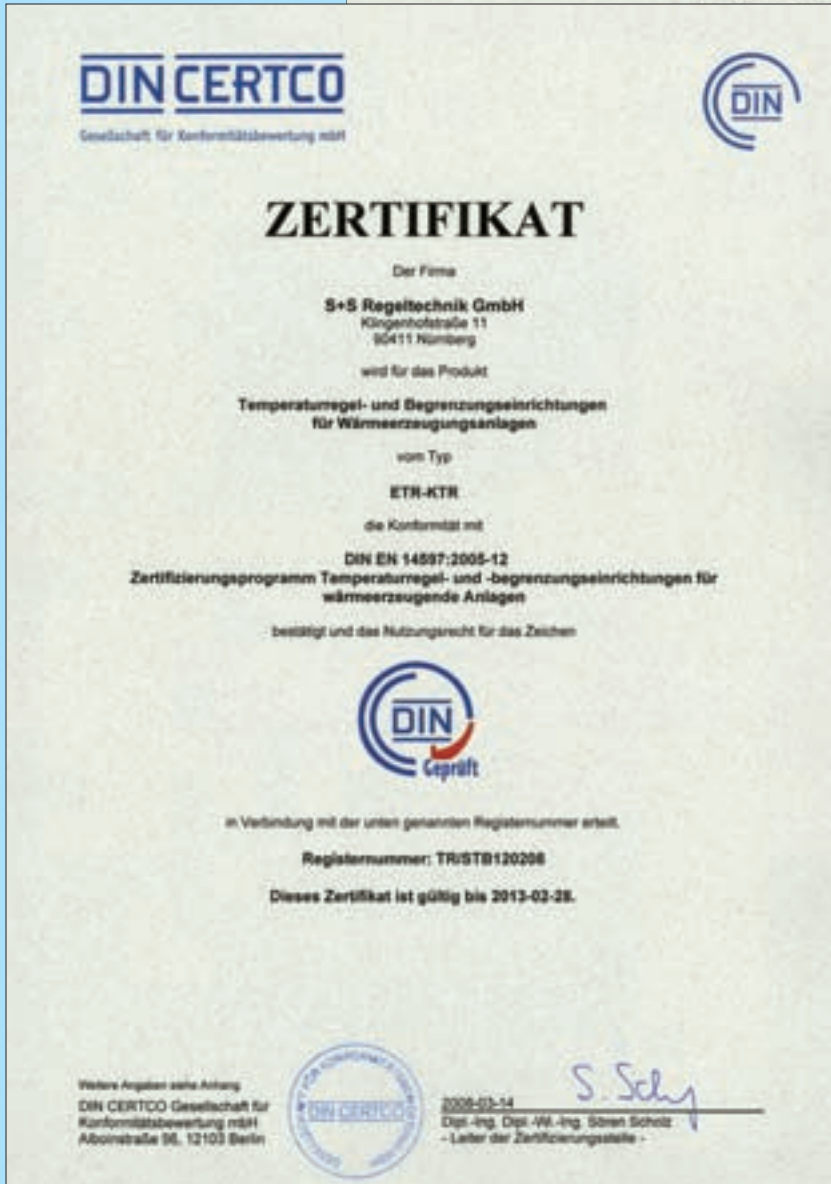 DIN CERTCO
Gesellschaft für Konformitätsbewertung mbH
DIN
ZERTIFIKAT
Der Firma
S+S Regeltechnik GmbH
Klingenhofstraße 11
90411 Nürnberg
wird für das Produkt
Temperaturregel- und Begrenzungseinrichtungen
für Wärmeerzeugungsanlagen
vom Typ
ETR-KTR
die Konformität mit
DIN EN 14597:2005-12
Zertifizierungsprogramm Temperaturregel- und -begrenzungseinrichtungen für
wärmeerzeugende Anlagen
bestätigt und das Nutzungsrecht für das Zeichen
DIN
Geprüft
in Verbindung mit der unten genannten Registernummer erteilt.
Registernummer: TR/STB120208
Dieses Zertifikat ist gültig bis 2013-02-28.
Weitere Angaben siehe Anhang
DIN CERTCO Gesellschaft für
Konformitätsbewertung mbH
Alboinstraße 56, 12103 Berlin
DIN CERTCO
2008-03-14
Dipl.-Ing. Dipl.-Wi.-Ing. Sören Scholz
- Leiter der Zertifizierungsstelle -